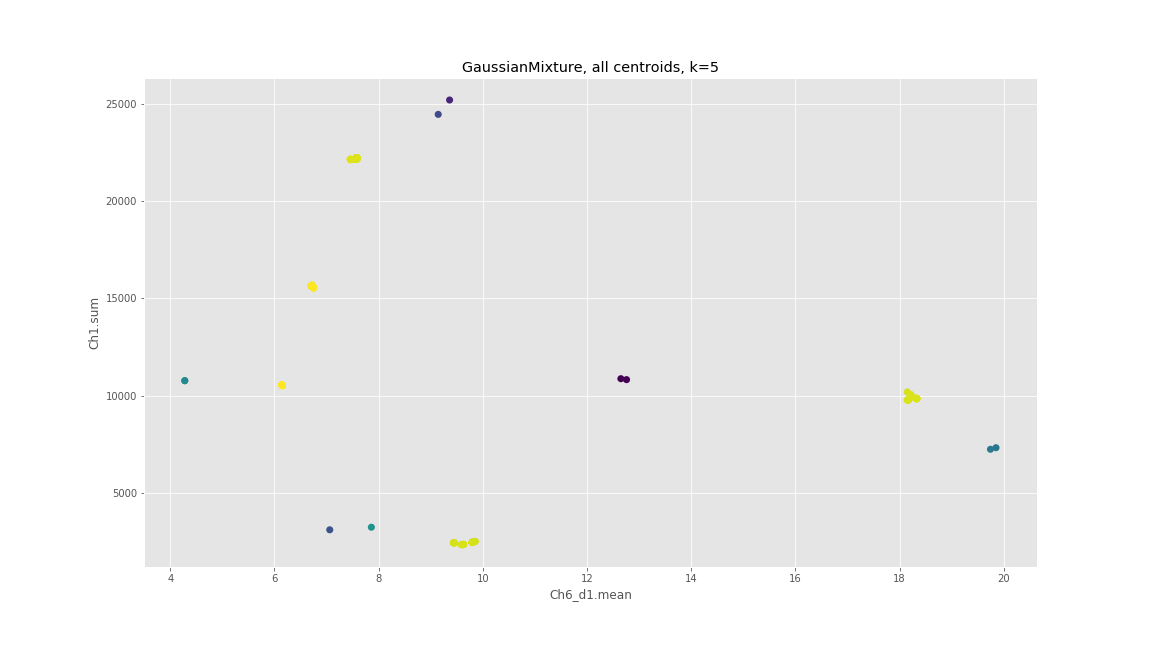 GaussianMixture, all centroids, k=5
25000
20000
15000
10000
5000
Ch1.sum
4 6 8 10 12 14 16 18 20
Ch6_d1.mean